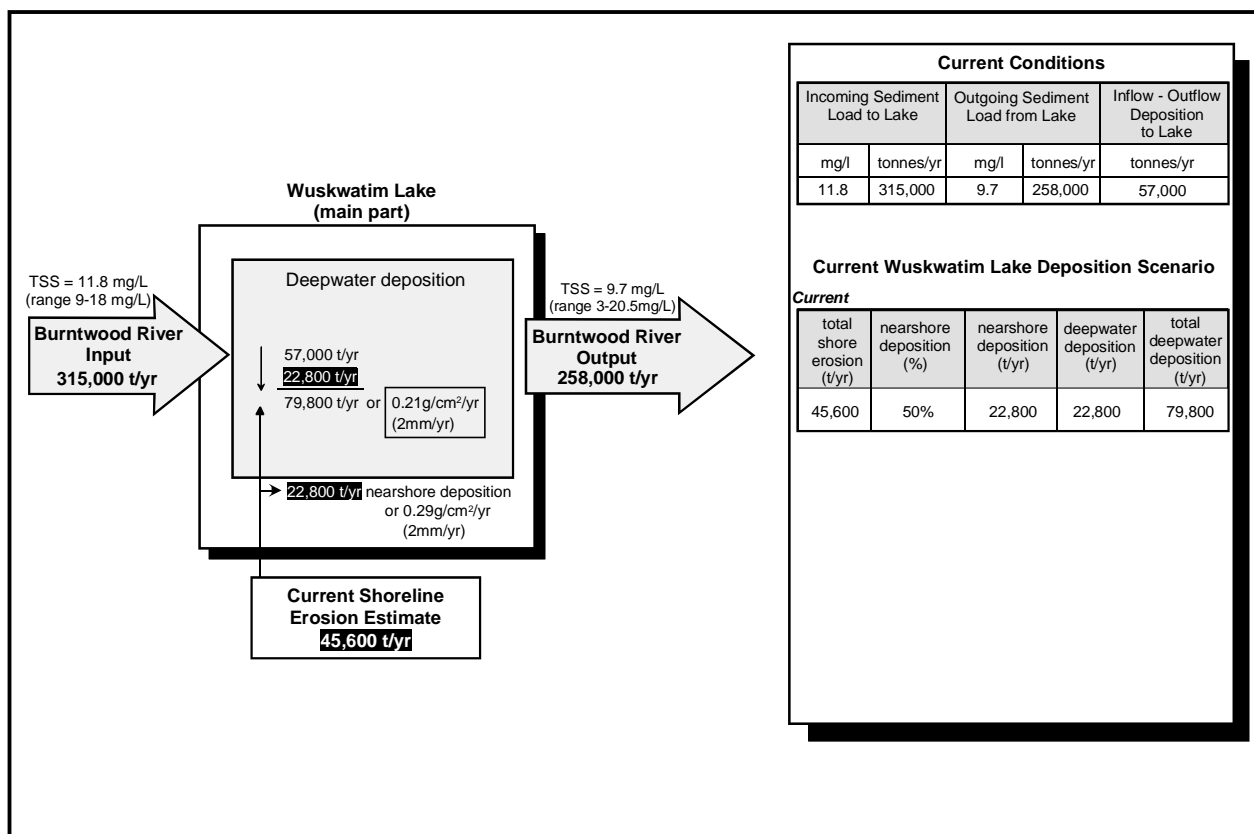 Current Conditions
Incoming Sediment Load to Lake
Outgoing Sediment Load from Lake
Inflow - Outflow Deposition to Lake
mg/l tonnes/yr mg/l tonnes/yr tonnes/yr
11.8 315,000 9.7 258,000 57,000
Wuskwatim Lake
(main part)
TSS = 11.8 mg/L
(range 9-18 mg/L)
Burntwood River
Input
315,000 t/yr
Deepwater deposition
57,000 t/yr
22,800 t/yr
79,800 t/yr or 0.21g/cm²/yr
(2mm/yr)
22,800 t/yr nearshore deposition
or 0.29g/cm²/yr
(2mm/yr)
TSS = 9.7 mg/L
(range 3-20.5mg/L)
Burntwood River
Output
258,000 t/yr
Current Shoreline
Erosion Estimate
45,600 t/yr
Current Wuskwatim Lake Deposition Scenario
Current
total shore erosion (t/yr)
nearshore deposition (%)
nearshore deposition (t/yr)
deepwater deposition (t/yr)
total deepwater deposition (t/yr)
45,600 50% 22,800 22,800 79,800